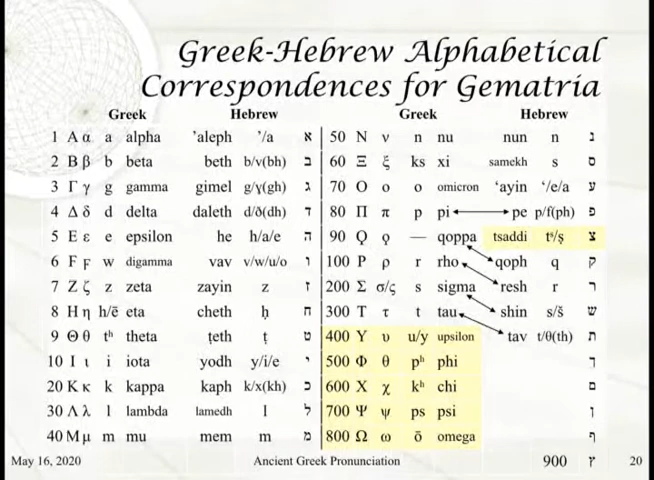 Greek-Hebrew Alphabetical
Correspondences for Gematria
Greek Hebrew Greek Hebrew
1 Α α a alpha ʾaleph ʾ/a א 50 Ν ν n nu nun n נ
2 Β β b beta beth b/v(bh) ב 60 Ξ ξ ks xi samekh s ס
3 Γ γ g gamma gimel g/γ(gh) ג 70 Ο ο o omicron ʿayin ʿ/e/a ע
4 Δ δ d delta daleth d/δ(dh) ד 80 Π π p pi pe p/f(ph) פ
5 Ε ε e epsilon he h/a/e ה 90 Ϙ ϙ — qoppa tsaddi tˢ/ṣ צ
6 Ϝ ϝ w digamma vav v/w/u/o ו 100 Ρ ρ r rho qoph q ק
7 Ζ ζ z zeta zayin z ז 200 Σ σ/ς s sigma resh r ר
8 Η η h/ē eta cheth ḥ ח 300 Τ τ t tau shin s/š ש
9 Θ θ tʰ theta ṭeth ṭ ט 400 Υ υ u/y upsilon tav t/θ(th) ת
10 Ι ι i iota yodh y/i/e י 500 Φ θ pʰ phi ך
20 Κ κ k kappa kaph k/x(kh) כ 600 Χ χ kʰ chi ם
30 Λ λ l lambda lamedh l ל 700 Ψ ψ ps psi ן
40 Μ μ m mu mem m מ 800 Ω ω ō omega ף
May 16, 2020 Ancient Greek Pronunciation 900 ץ 20